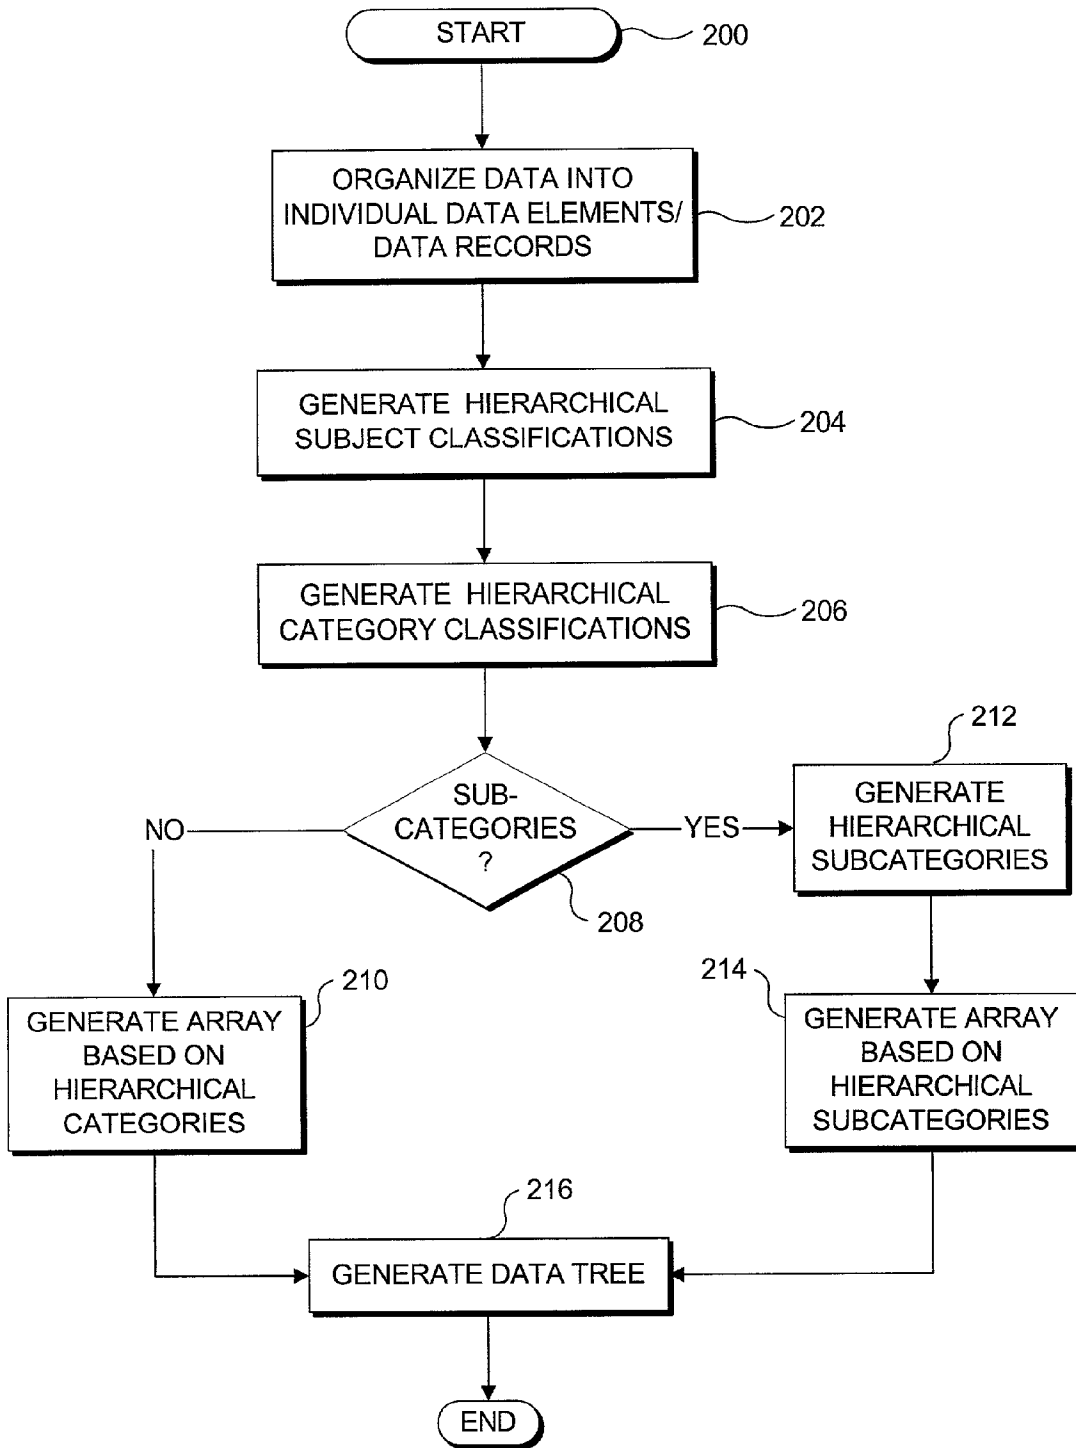 START
200
ORGANIZE DATA INTO
INDIVIDUAL DATA ELEMENTS/
DATA RECORDS
202
GENERATE HIERARCHICAL
SUBJECT CLASSIFICATIONS
204
GENERATE HIERARCHICAL
CATEGORY CLASSIFICATIONS
206
SUB-
CATEGORIES
?
208
NO
YES
212
GENERATE
HIERARCHICAL
SUBCATEGORIES
210
GENERATE ARRAY
BASED ON
HIERARCHICAL
CATEGORIES
214
GENERATE ARRAY
BASED ON
HIERARCHICAL
SUBCATEGORIES
216
GENERATE DATA TREE
END